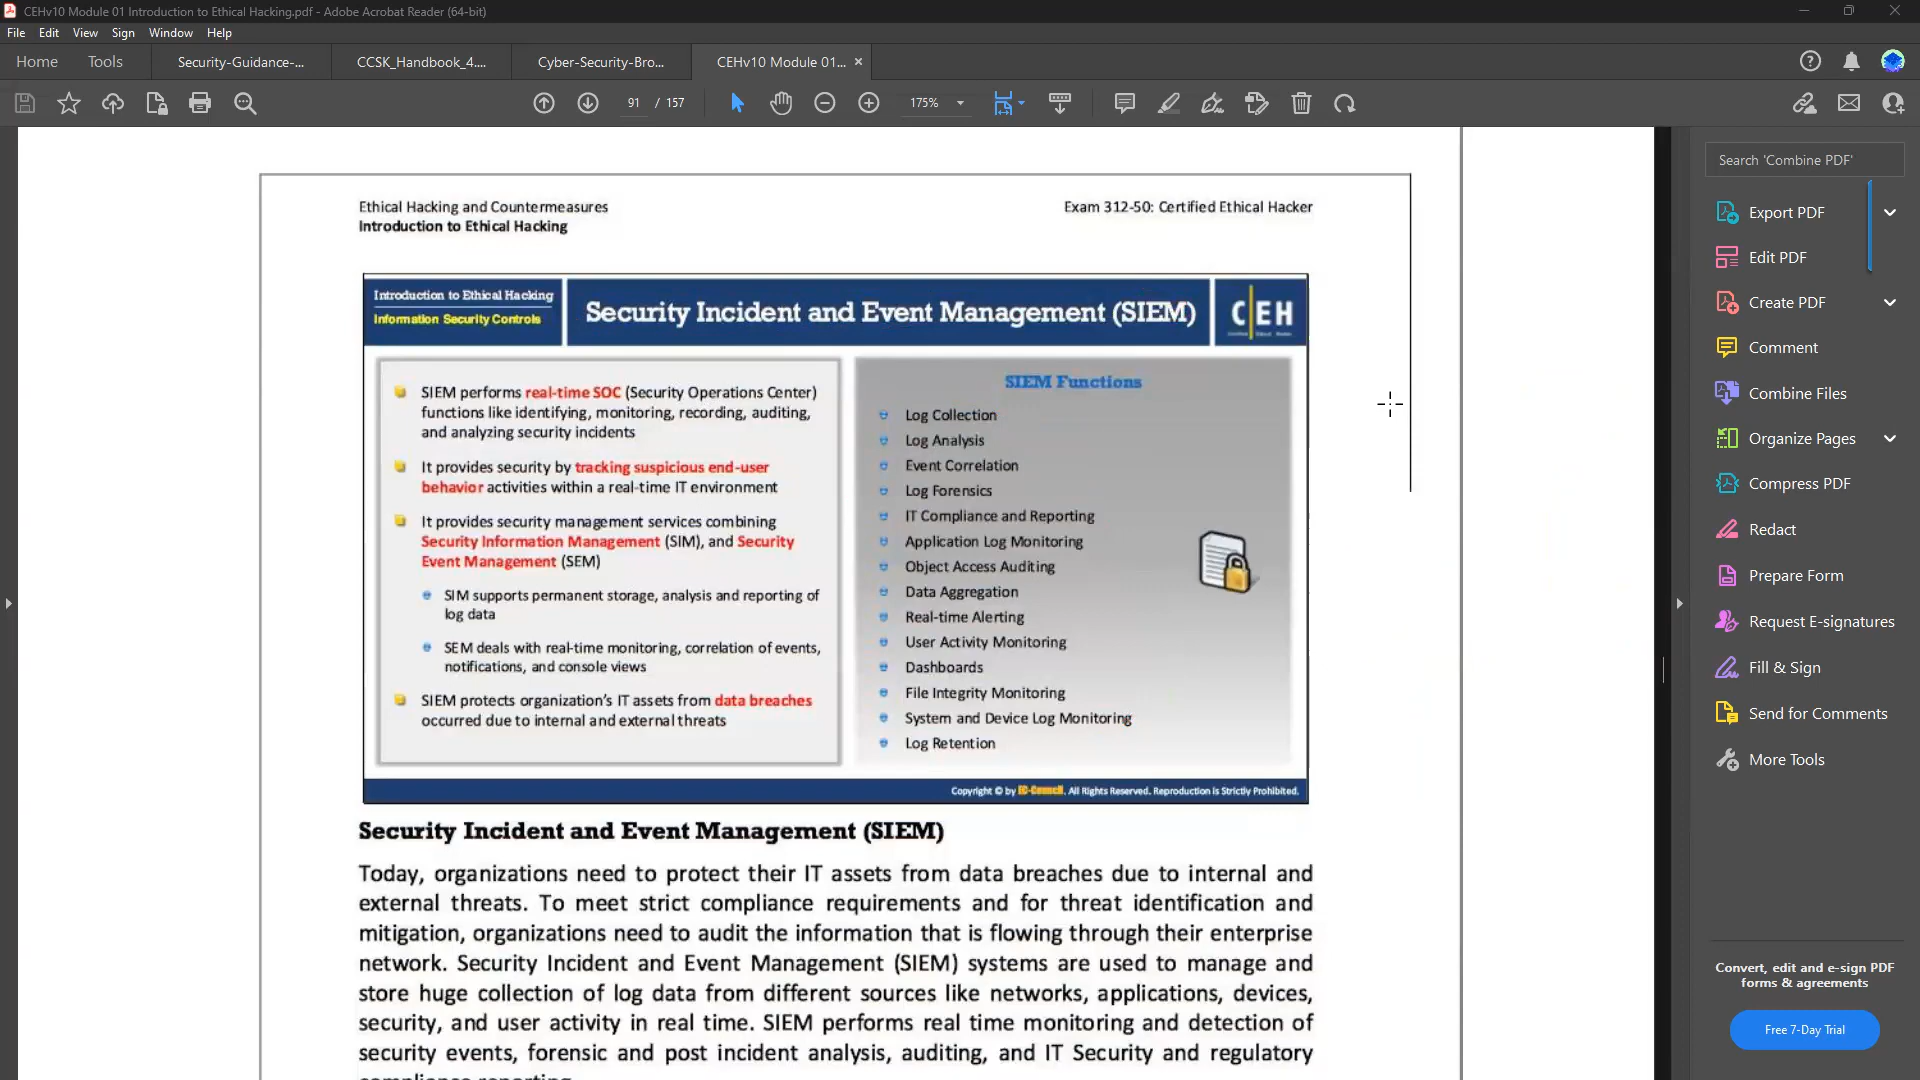 CEHv10 Module 01 Introduction to Ethical Hacking.pdf - Adobe Acrobat Reader (64-bit)
File Edit View Sign Window Help
Home Tools Security-Guidance-... CCSK_Handbook_4.... Cyber-Security-Bro... CEHv10 Module 01...
91 / 157 175%
Search 'Combine PDF'
Export PDF
Edit PDF
Create PDF
Comment
Combine Files
Organize Pages
Compress PDF
Redact
Prepare Form
Request E-signatures
Fill & Sign
Send for Comments
More Tools
Convert, edit and e-sign PDF
forms & agreements
Free 7-Day Trial
Ethical Hacking and Countermeasures Exam 312-50: Certified Ethical Hacker
Introduction to Ethical Hacking
Introduction to Ethical Hacking
Information Security Controls
Security Incident and Event Management (SIEM)
CEH
SIEM performs real-time SOC (Security Operations Center)
functions like identifying, monitoring, recording, auditing,
and analyzing security incidents
It provides security by tracking suspicious end-user
behavior activities within a real-time IT environment
It provides security management services combining
Security Information Management (SIM), and Security
Event Management (SEM)
SIM supports permanent storage, analysis and reporting of
log data
SEM deals with real-time monitoring, correlation of events,
notifications, and console views
SIEM protects organization's IT assets from data breaches
occurred due to internal and external threats
SIEM Functions
Log Collection
Log Analysis
Event Correlation
Log Forensics
IT Compliance and Reporting
Application Log Monitoring
Object Access Auditing
Data Aggregation
Real-time Alerting
User Activity Monitoring
Dashboards
File Integrity Monitoring
System and Device Log Monitoring
Log Retention
Copyright © by EC-Council. All Rights Reserved. Reproduction is Strictly Prohibited.
Security Incident and Event Management (SIEM)
Today, organizations need to protect their IT assets from data breaches due to internal and
external threats. To meet strict compliance requirements and for threat identification and
mitigation, organizations need to audit the information that is flowing through their enterprise
network. Security Incident and Event Management (SIEM) systems are used to manage and
store huge collection of log data from different sources like networks, applications, devices,
security, and user activity in real time. SIEM performs real time monitoring and detection of
security events, forensic and post incident analysis, auditing, and IT Security and regulatory
compliance reporting.